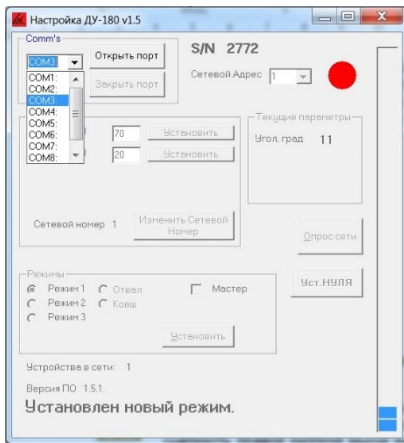 Настройка ДУ-180 v1.5
Comm's
COM3:
Открыть порт
Закрыть порт
COM1:
COM2:
COM3:
COM4:
COM5:
COM6:
COM7:
COM8:
S/N 2772
Сетевой Адрес 1
70 Установить
20 Установить
Текущие параметры
Угол, град 11
Сетевой номер 1
Изменить Сетевой Номер
Опрос сети
Уст.НУЛЯ
Режимы
Режим 1 Отвал Мастер
Режим 2 Ковш
Режим 3
Установить
Устройства в сети: 1
Версия ПО 1.5.1.
Установлен новый режим.